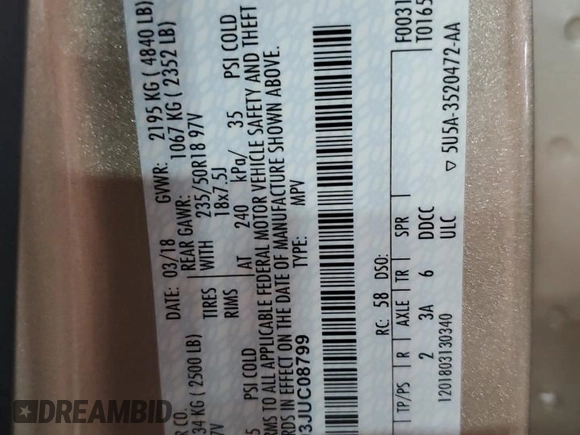 R CO.
DATE: 03/18
GVWR: 2195 KG ( 4840 LB)
34 KG ( 2500 LB)
REAR GAWR: 1067 KG ( 2352 LB)
7V
TIRES
WITH 235/50R18 97V
RIMS
18x7.5J
5 PSI COLD
AT 240 kPa/ 35 PSI COLD
RMS TO ALL APPLICABLE FEDERAL MOTOR VEHICLE SAFETY AND THEFT
RDS IN EFFECT ON THE DATE OF MANUFACTURE SHOWN ABOVE.
3JUC08799
TYPE: MPV
F0031
T0165
RC: 58 DSO:
TP/PS R AXLE TR SPR
2 3A 6 DDCC
1201803130340 ULC
▽ 5U5A-3520472-AA
DREAMBID